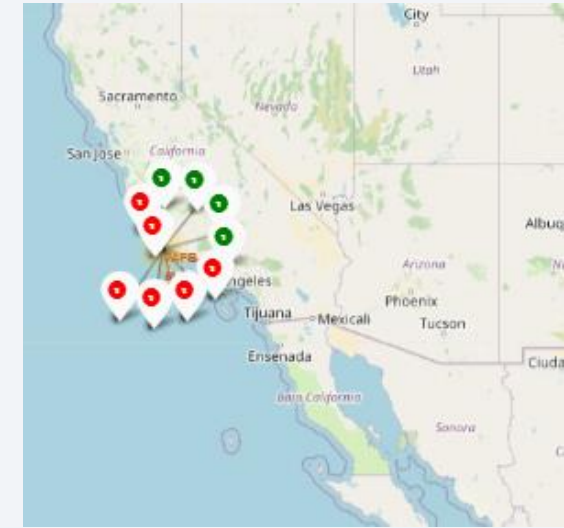 City
Utah
Sacramento
Nevada
San Jose
California
Las Vegas
Albuq
AFB
Arizona
ngeles
Phoenix
Tijuana
Mexicali
Tucson
Ensenada
Ciuda
Baja California
Sonora